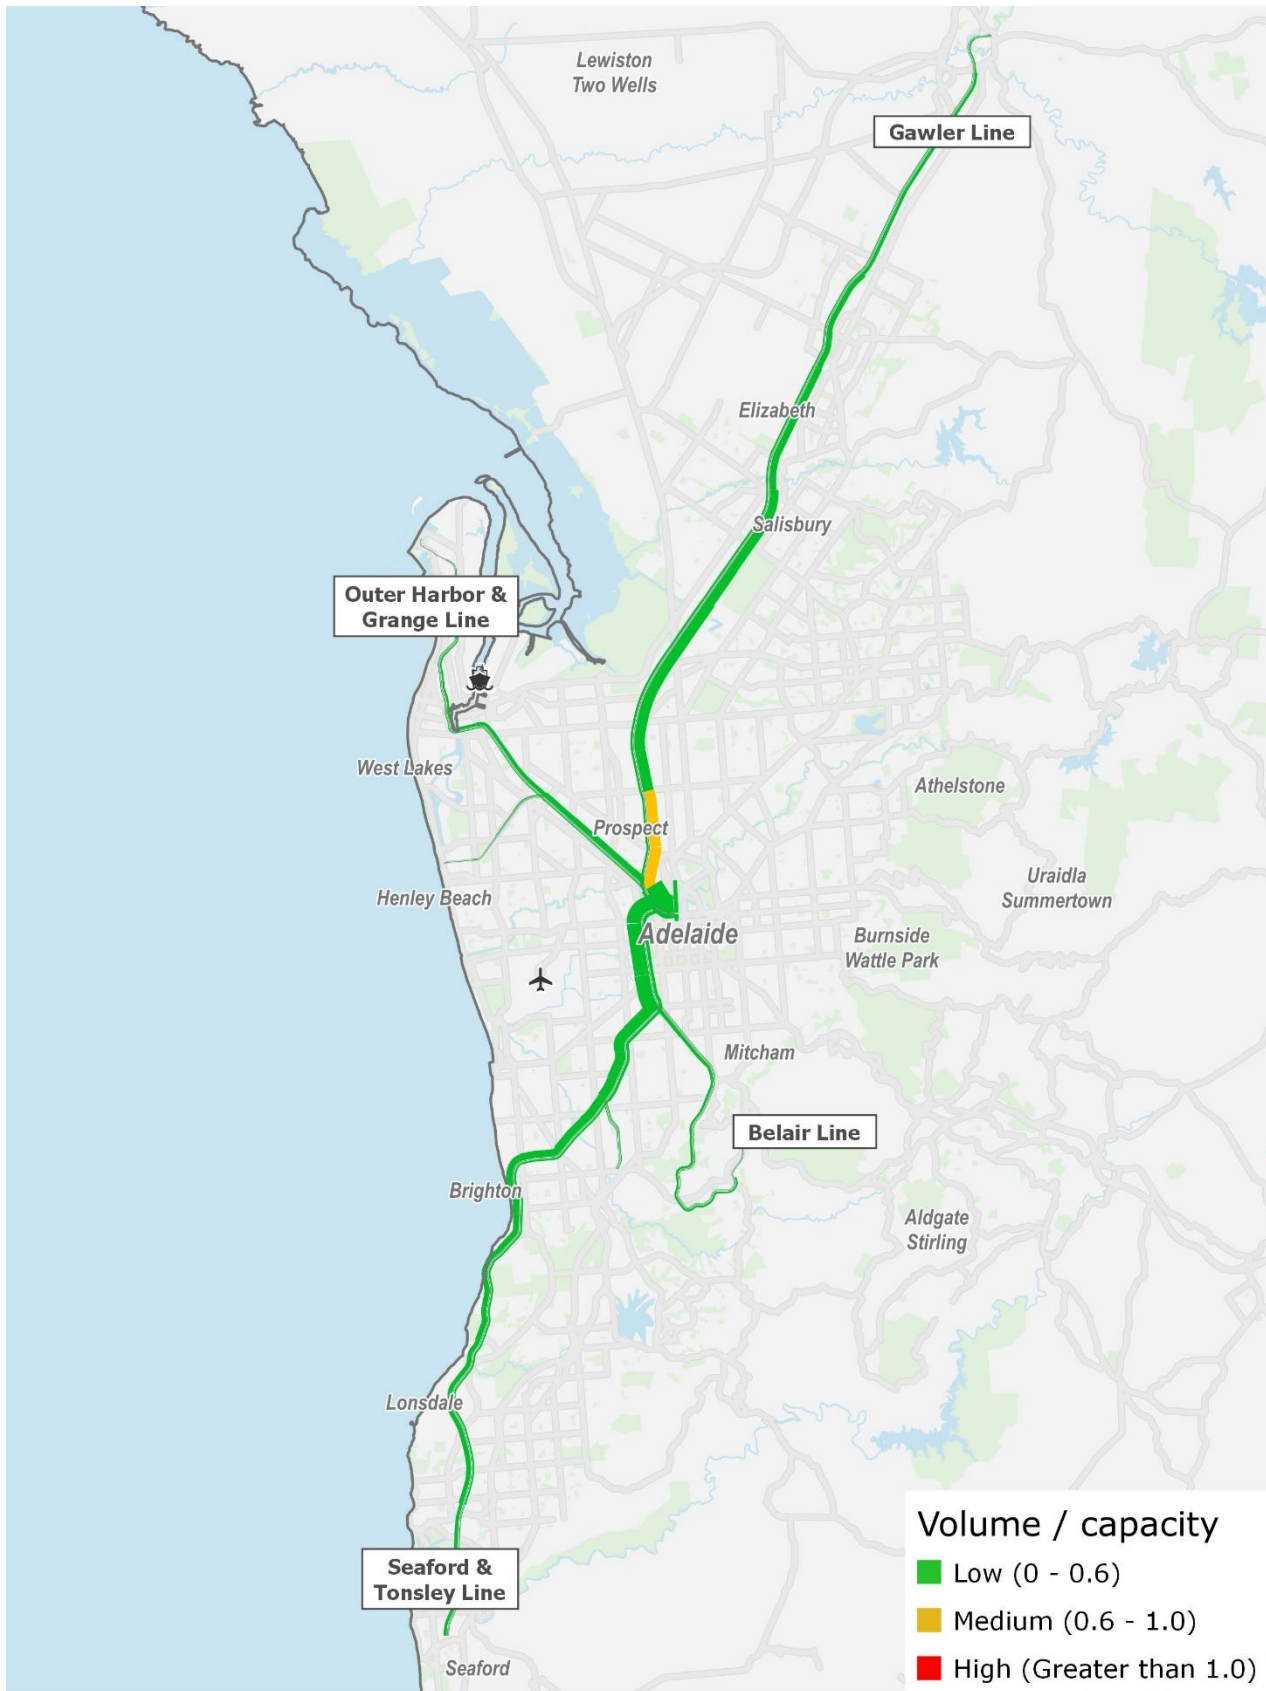 Lewiston
Two Wells
Gawler Line
Elizabeth
Salisbury
Outer Harbor &
Grange Line
West Lakes
Athelstone
Prospect
Uraidla
Summertown
Henley Beach
Adelaide
Burnside
Wattle Park
Mitcham
Belair Line
Brighton
Aldgate
Stirling
Lonsdale
Seaford &
Tonsley Line
Seaford
Volume / capacity
Low (0 - 0.6)
Medium (0.6 - 1.0)
High (Greater than 1.0)